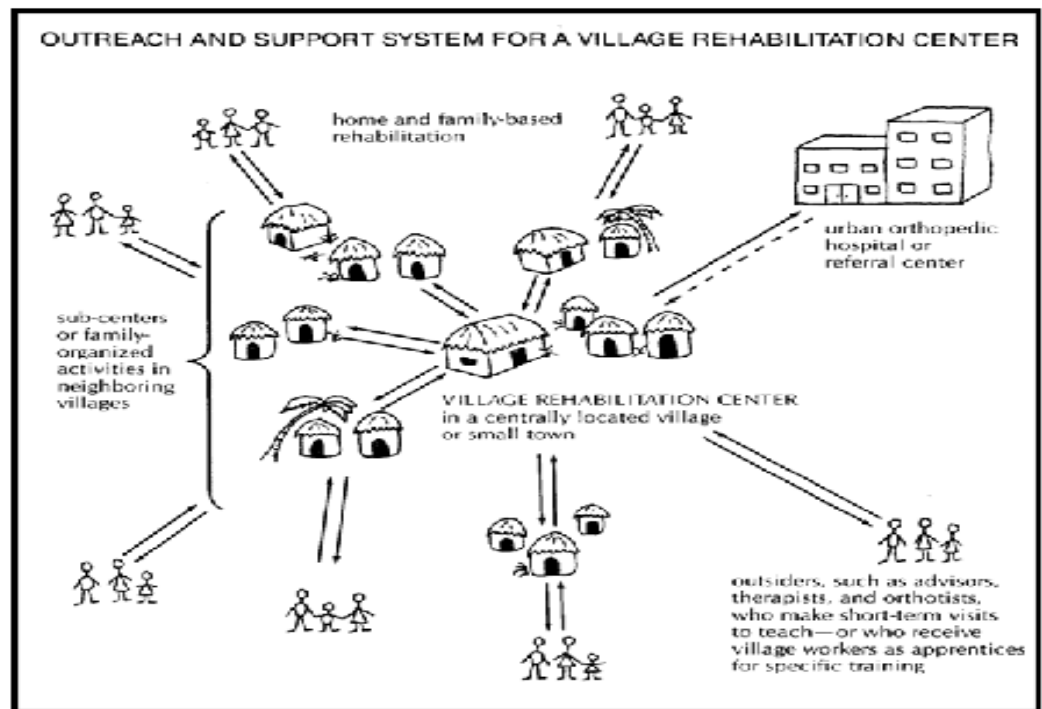 OUTREACH AND SUPPORT SYSTEM FOR A VILLAGE REHABILITATION CENTER
home and family-based
rehabilitation
urban orthopedic
hospital or
referral center
sub-centers
or family-
organized
activities in
neighboring
villages
VILLAGE REHABILITATION CENTER
in a centrally located village
or small town
outsiders, such as advisors,
therapists, and orthotists,
who make short-term visits
to teach—or who receive
village workers as apprentices
for specific training